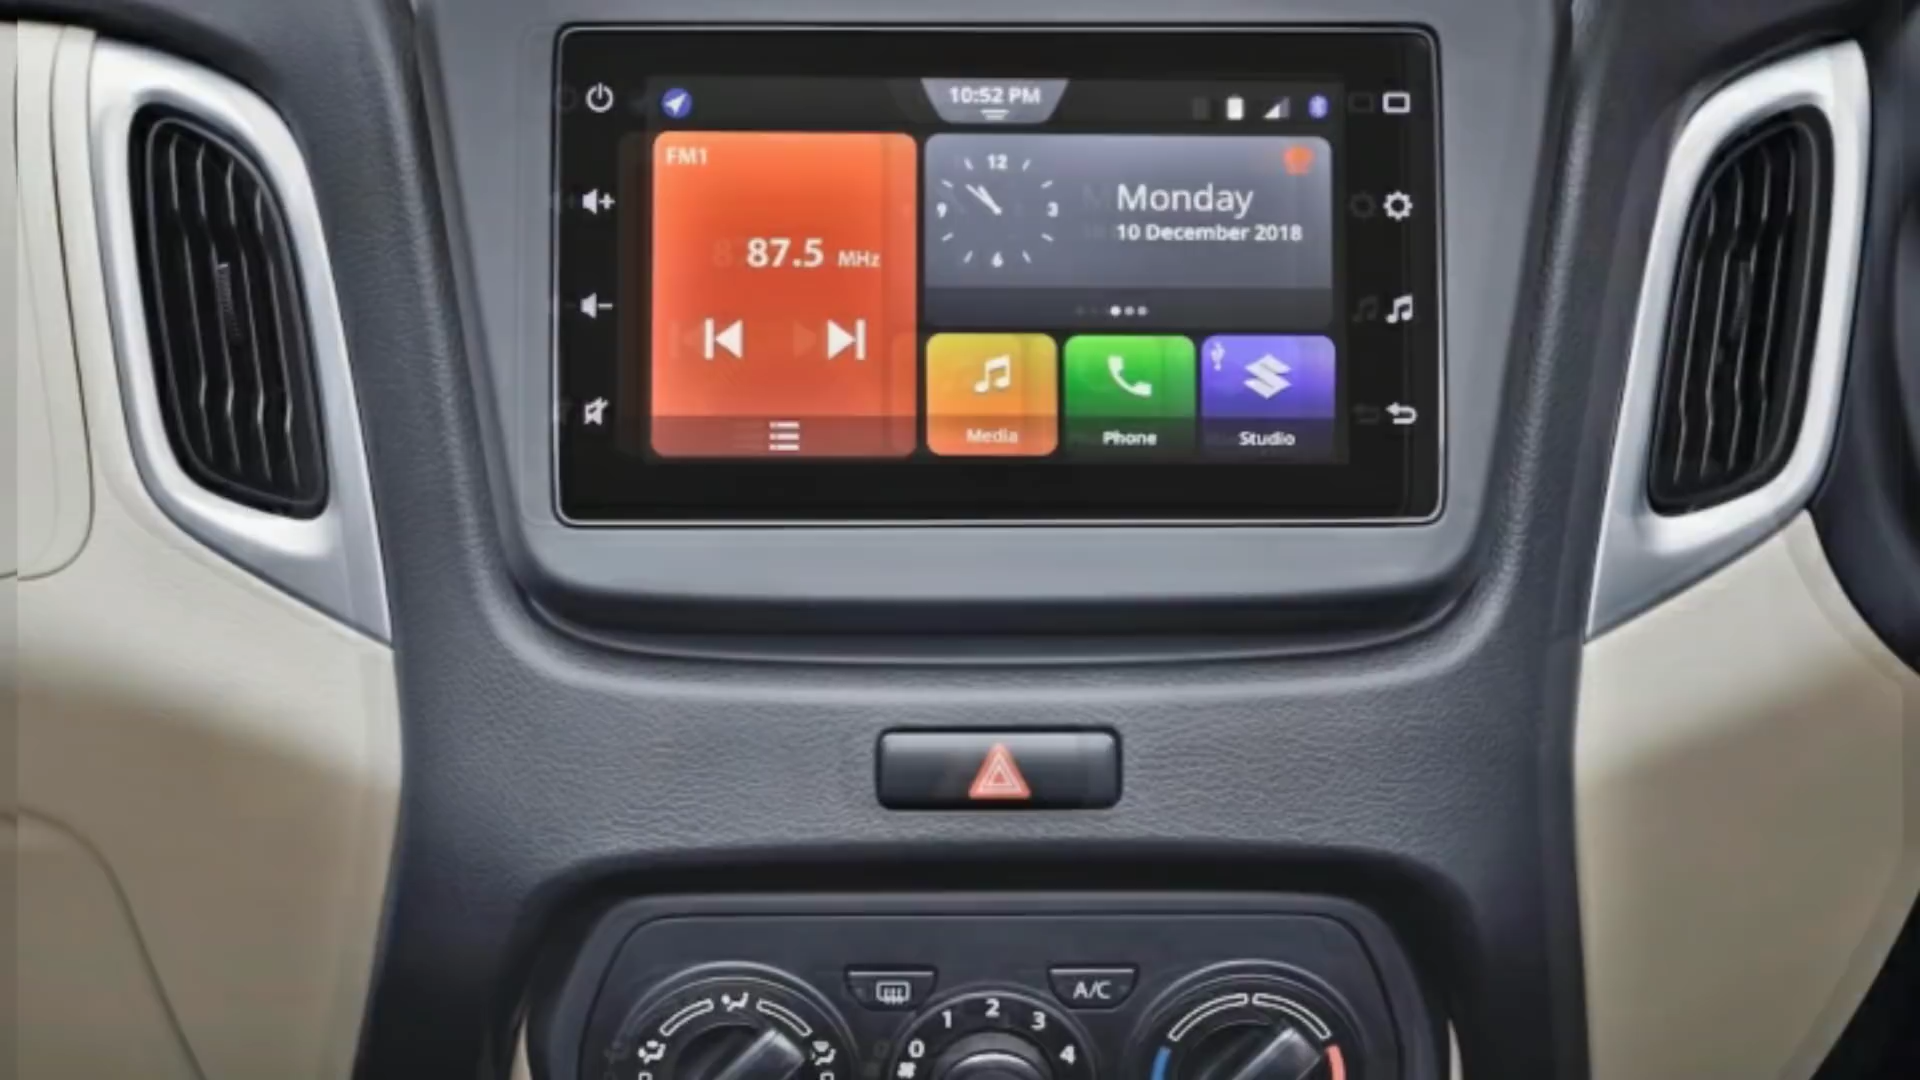 10:52 PM
FM1
87.5 MHz
12
9
3
6
Monday
10 December 2018
Media
Phone
Studio
A/C
0
1
2
3
4